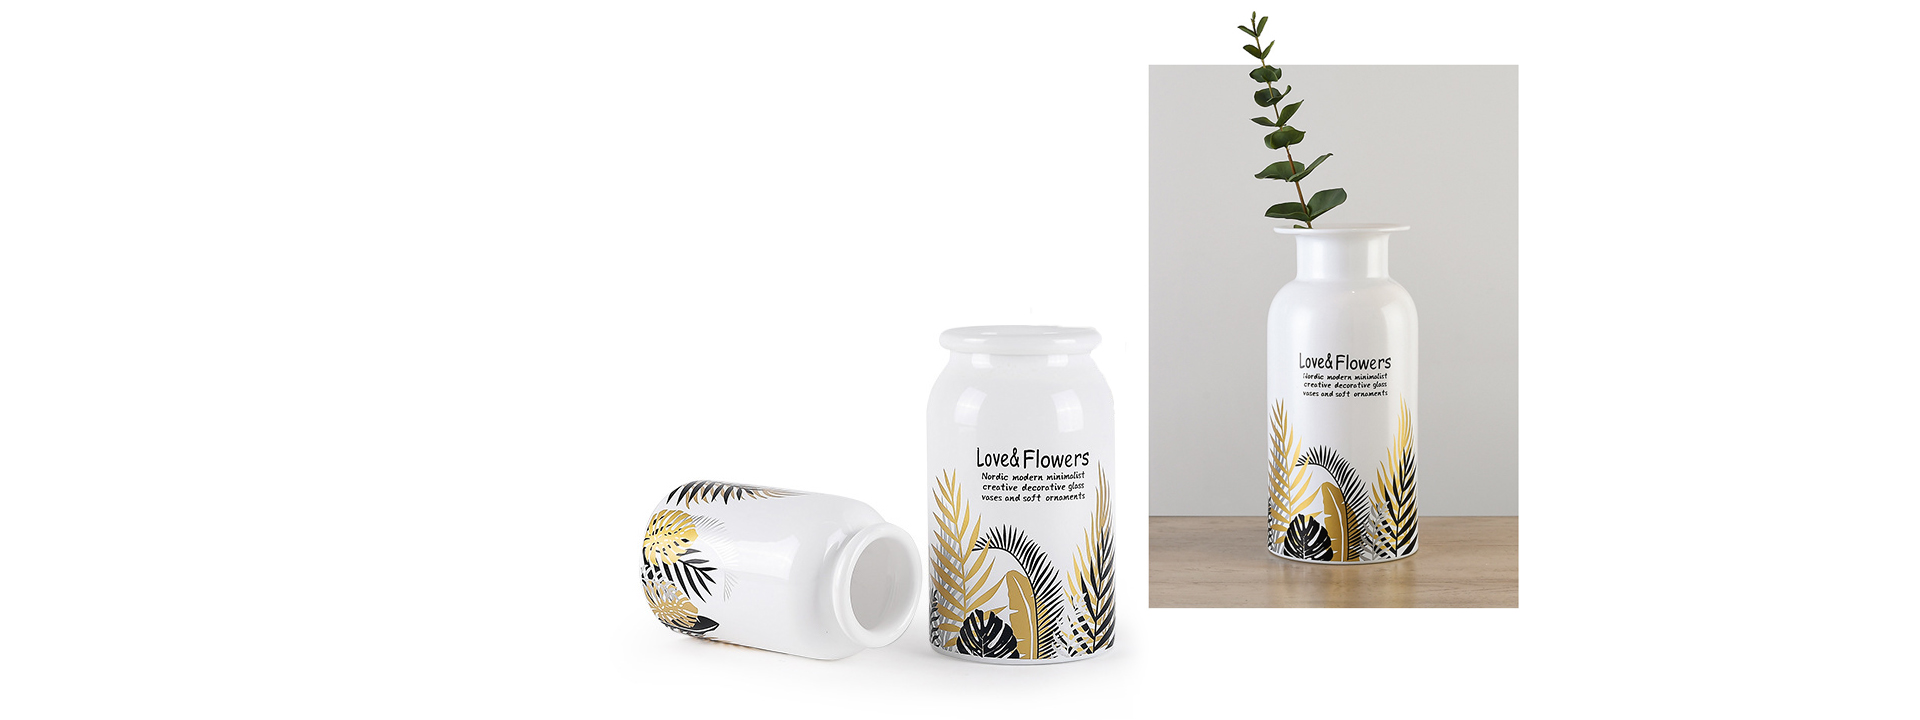 Love&Flowers
Nordic modern minimalist
creative decorative glass
vases and soft ornaments
Love&Flowers
Nordic modern minimalist
creative decorative glass
vases and soft ornaments